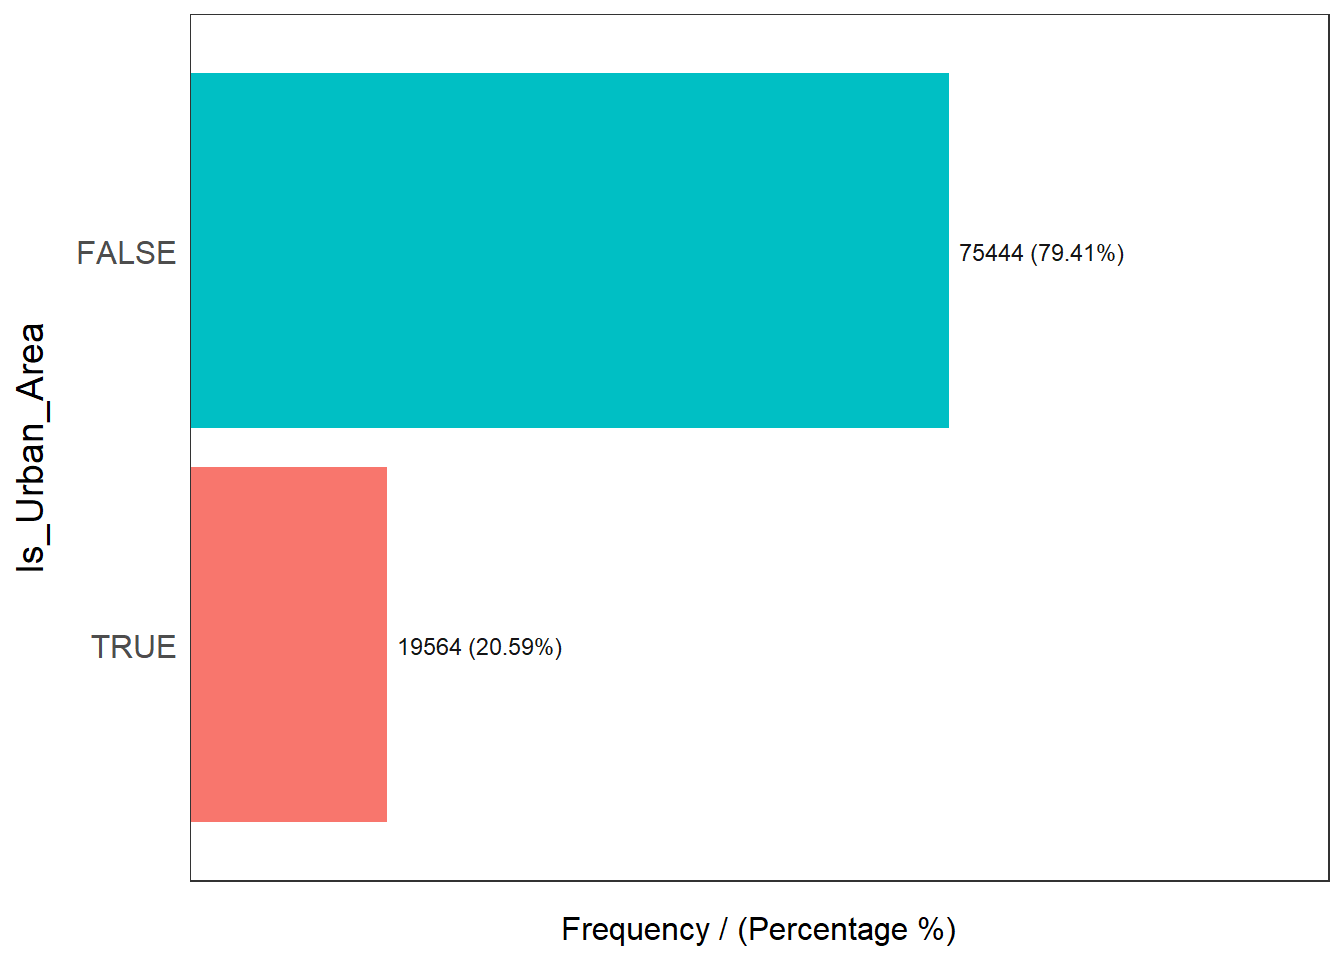 Is_Urban_Area
FALSE
75444 (79.41%)
TRUE
19564 (20.59%)
Frequency / (Percentage %)